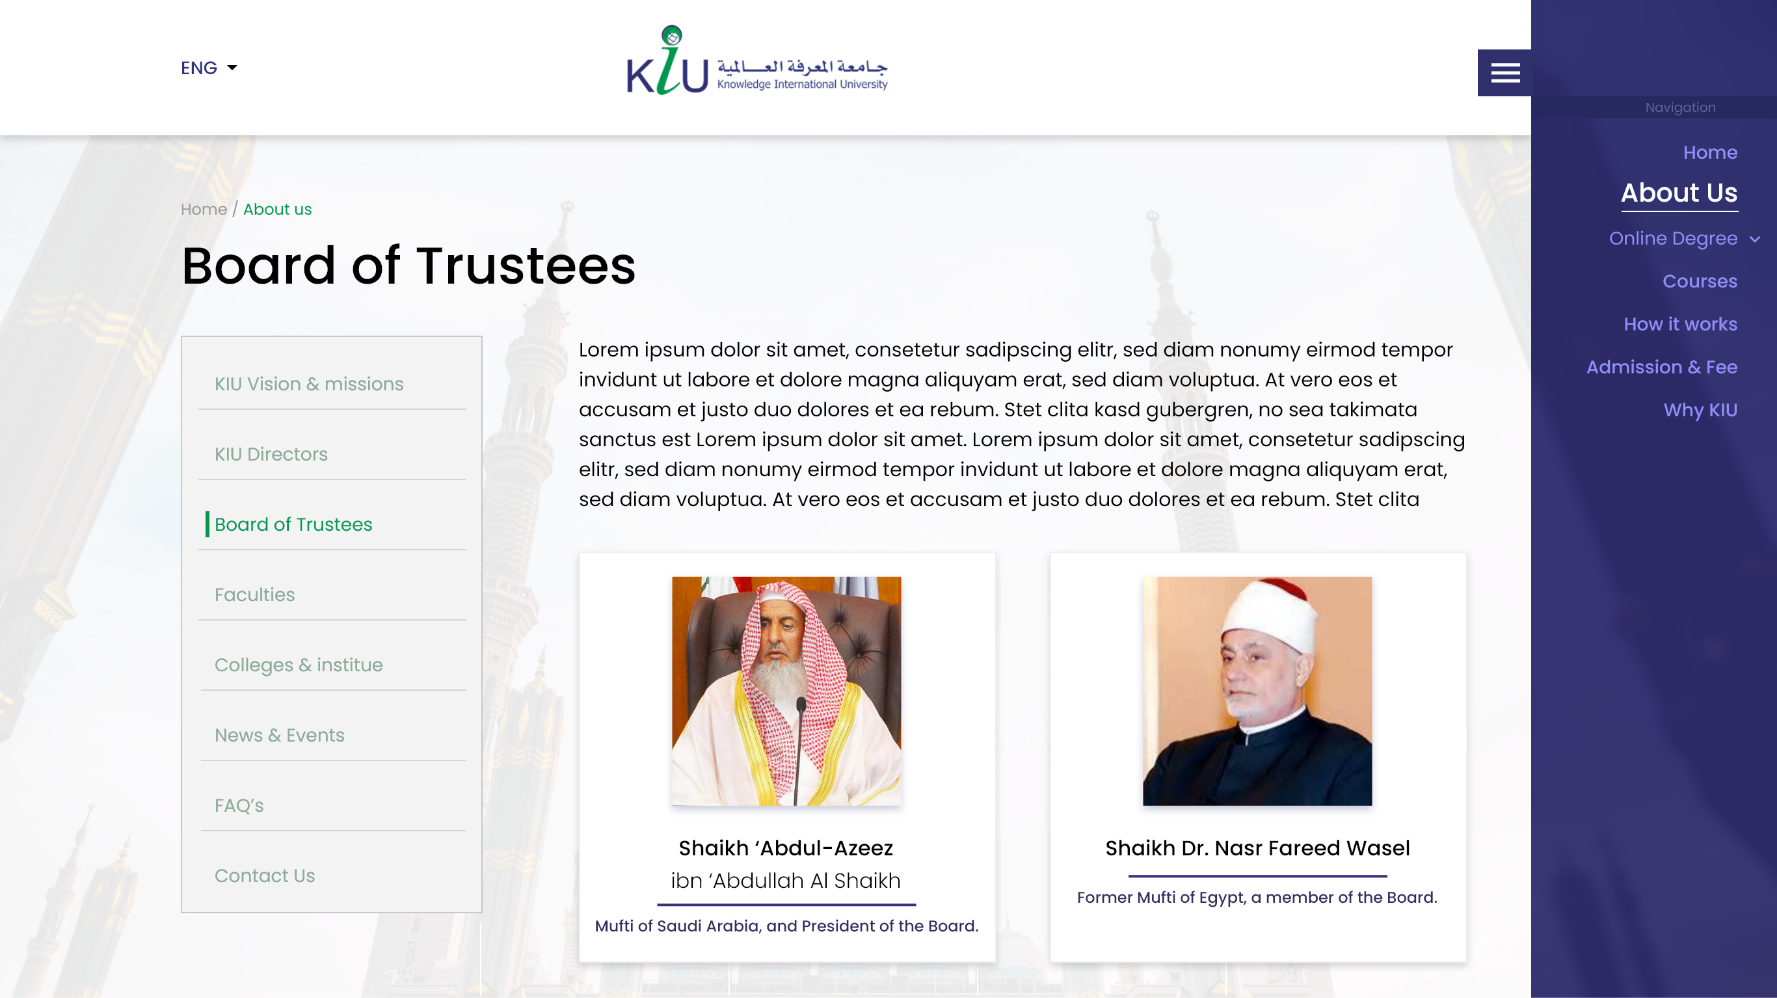 ENG
KiU
جامعة المعرفة العـــالمية
Knowledge International University
Navigation
Home
About Us
Online Degree
Courses
How it works
Admission & Fee
Why KIU
Home / About us
Board of Trustees
KIU Vision & missions
KIU Directors
Board of Trustees
Faculties
Colleges & institue
News & Events
FAQ’s
Contact Us
Lorem ipsum dolor sit amet, consetetur sadipscing elitr, sed diam nonumy eirmod tempor
invidunt ut labore et dolore magna aliquyam erat, sed diam voluptua. At vero eos et
accusam et justo duo dolores et ea rebum. Stet clita kasd gubergren, no sea takimata
sanctus est Lorem ipsum dolor sit amet. Lorem ipsum dolor sit amet, consetetur sadipscing
elitr, sed diam nonumy eirmod tempor invidunt ut labore et dolore magna aliquyam erat,
sed diam voluptua. At vero eos et accusam et justo duo dolores et ea rebum. Stet clita
Shaikh ‘Abdul-Azeez
ibn ‘Abdullah Al Shaikh
Mufti of Saudi Arabia, and President of the Board.
Shaikh Dr. Nasr Fareed Wasel
Former Mufti of Egypt, a member of the Board.